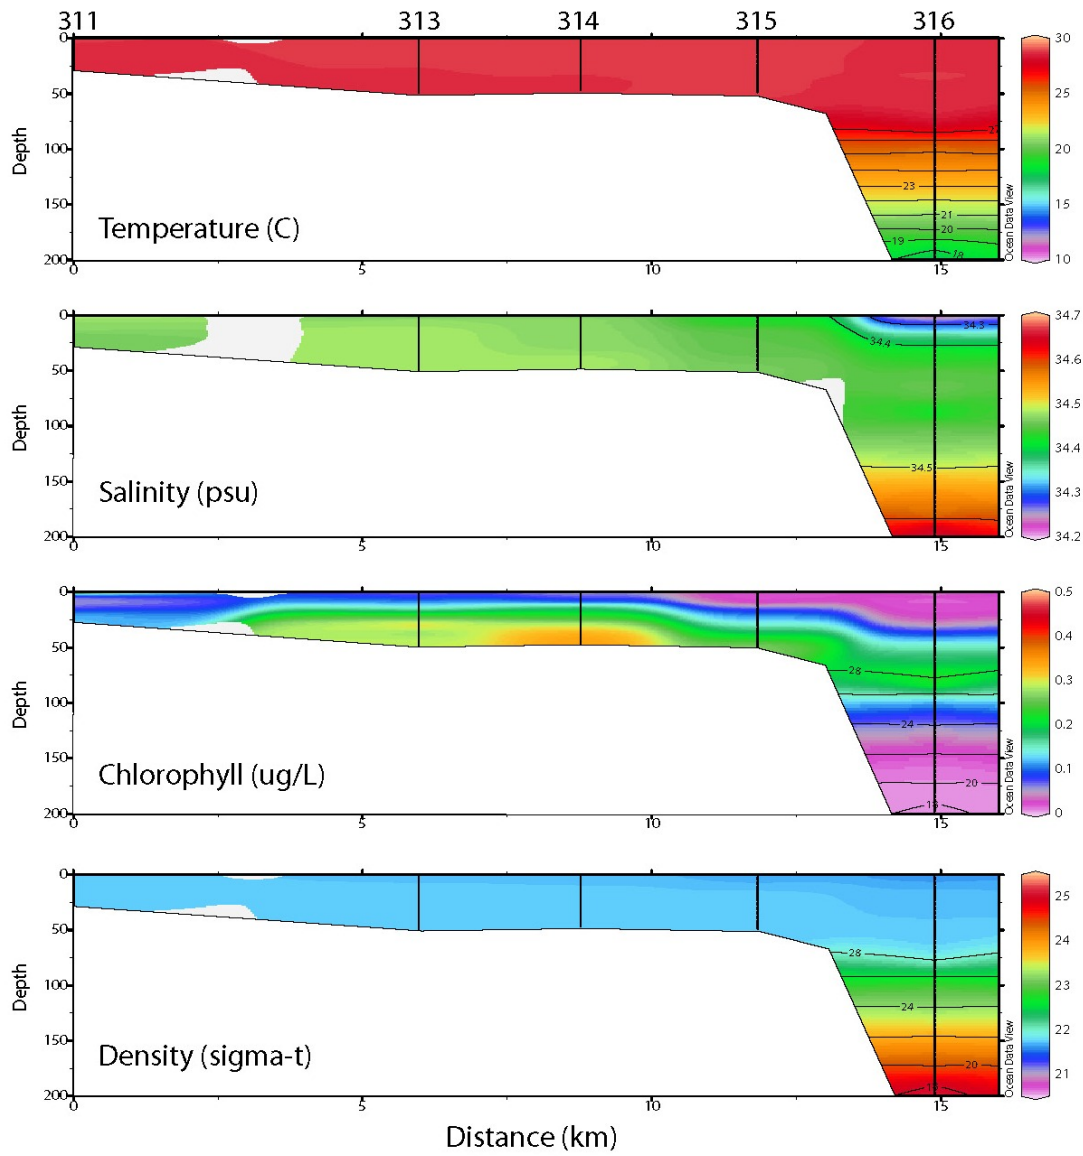 311 313 314 315 316
0 50 100 150 200
Depth
Temperature (C)
0 5 10 15
23 21 20 19 18
Ocean Data View
30 25 20 15 10
0 50 100 150 200
Depth
Salinity (psu)
0 5 10 15
34.3 34.4 34.5
Ocean Data View
34.7 34.6 34.5 34.4 34.3 34.2
0 50 100 150 200
Depth
Chlorophyll (ug/L)
0 5 10 15
28 24 20
Ocean Data View
0.5 0.4 0.3 0.2 0.1 0
0 50 100 150 200
Depth
Density (sigma-t)
0 5 10 15
28 24 20
Ocean Data View
25 24 23 22 21
Distance (km)